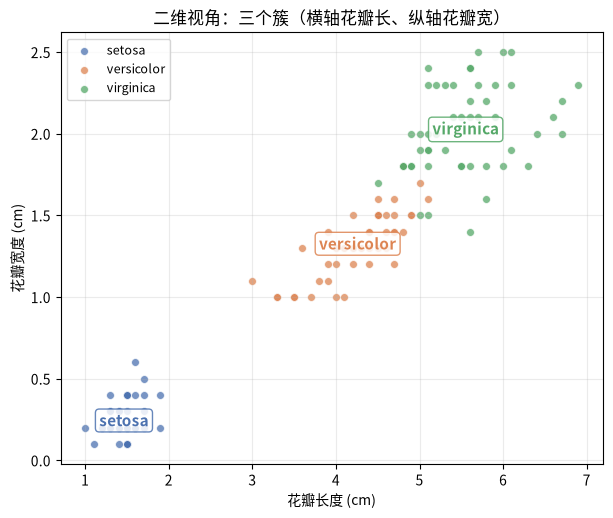 二维视角：三个簇（横轴花瓣长、纵轴花瓣宽）
setosa
versicolor
virginica
花瓣宽度 (cm)
2.5
2.0
1.5
1.0
0.5
0.0
virginica
versicolor
setosa
1
2
3
4
5
6
7
花瓣长度 (cm)